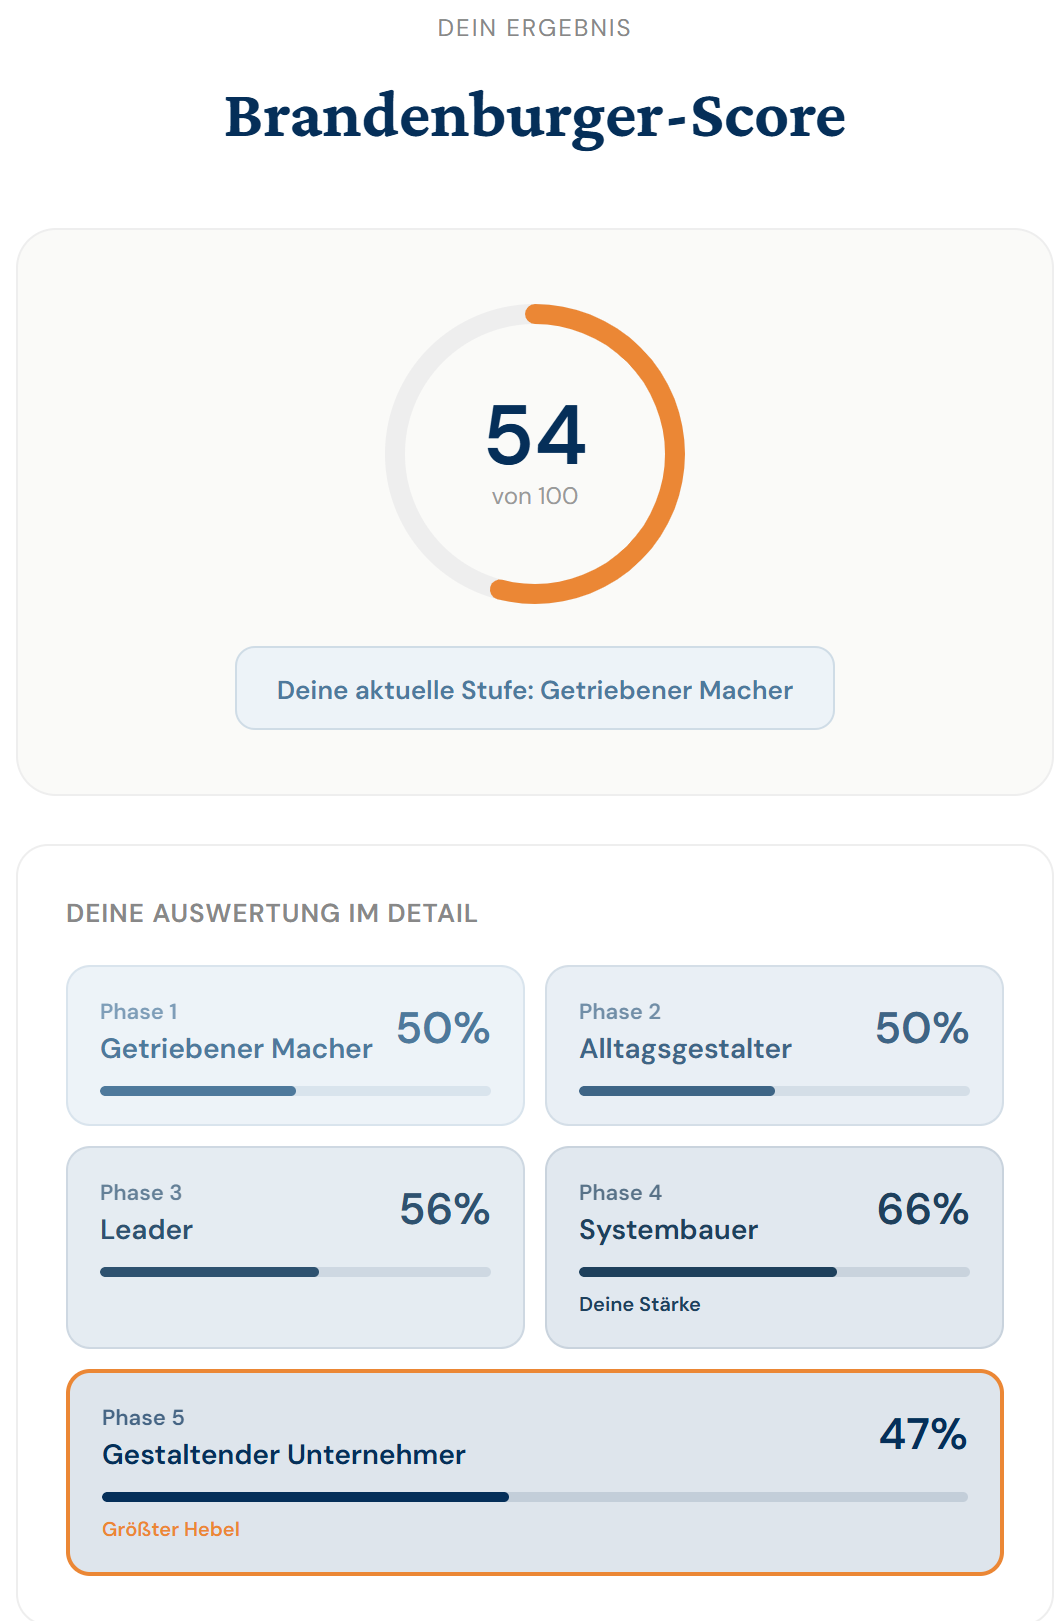 DEIN ERGEBNIS
Brandenburger-Score
54
von 100
Deine aktuelle Stufe: Getriebener Macher
DEINE AUSWERTUNG IM DETAIL
Phase 1
Getriebener Macher
50%
Phase 2
Alltagsgestalter
50%
Phase 3
Leader
56%
Phase 4
Systembauer
66%
Deine Stärke
Phase 5
Gestaltender Unternehmer
47%
Größter Hebel